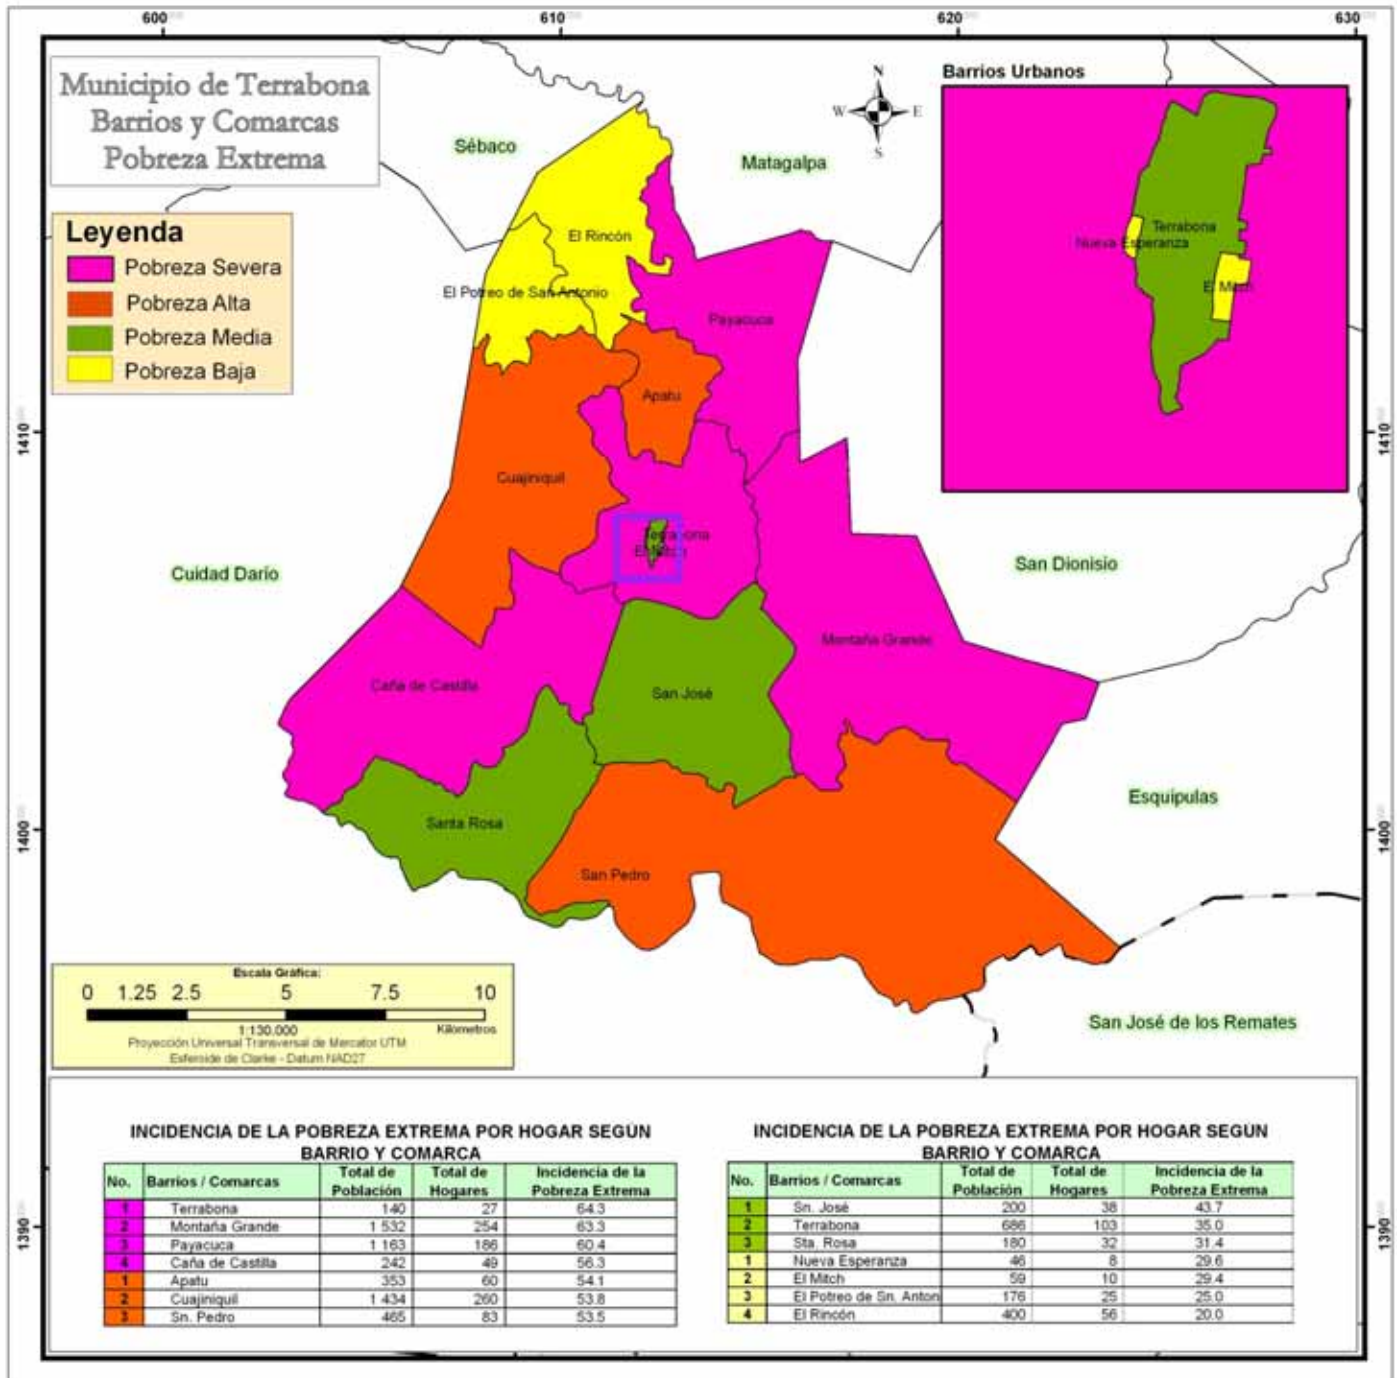 600
610
620
630
Municipio de Terrabona
Barrios y Comarcas
Pobreza Extrema
Leyenda
Pobreza Severa
Pobreza Alta
Pobreza Media
Pobreza Baja
N
W E
S
Barrios Urbanos
Terrabona
Nueva Esperanza
El Mitch
Sébaco
Matagalpa
El Rincón
El Potreo de San Antonio
Payacuca
1410
1410
Apatu
Cuajiniquil
Terrabona
El Mitch
Cuidad Darío
San Dionisio
Montaña Grande
Caña de Castilla
San José
Esquipulas
Santa Rosa
1400
1400
San Pedro
San José de los Remates
Escala Gráfica:
0 1.25 2.5 5 7.5 10
1:130.000 Kilometros
Proyección Universal Transversal de Mercator UTM
Esferoide de Clarke - Datum NAD27
1390
1390
INCIDENCIA DE LA POBREZA EXTREMA POR HOGAR SEGÚN
BARRIO Y COMARCA
No. Barrios / Comarcas Total de Población Total de Hogares Incidencia de la Pobreza Extrema
1 Terrabona 140 27 64.3
2 Montaña Grande 1 532 254 63.3
3 Payacuca 1 163 186 60.4
4 Caña de Castilla 242 49 56.3
1 Apatu 353 60 54.1
2 Cuajiniquil 1 434 260 53.8
3 Sn. Pedro 465 83 53.5
INCIDENCIA DE LA POBREZA EXTREMA POR HOGAR SEGÚN
BARRIO Y COMARCA
No. Barrios / Comarcas Total de Población Total de Hogares Incidencia de la Pobreza Extrema
1 Sn. José 200 38 43.7
2 Terrabona 686 103 35.0
3 Sta. Rosa 180 32 31.4
1 Nueva Esperanza 46 8 29.6
2 El Mitch 59 10 29.4
3 El Potreo de Sn. Anton 176 25 25.0
4 El Rincón 400 56 20.0